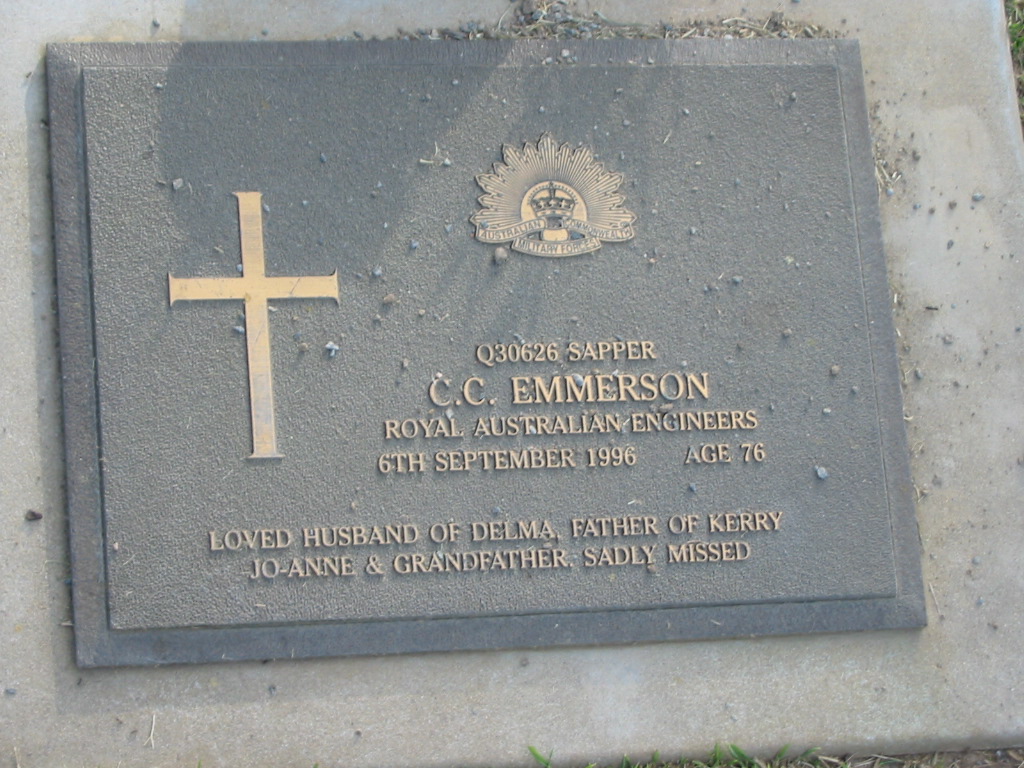 AUSTRALIAN COMMONWEALTH
MILITARY FORCES
Q30626 SAPPER
C.C. EMMERSON
ROYAL AUSTRALIAN ENGINEERS
6TH SEPTEMBER 1996 AGE 76
LOVED HUSBAND OF DELMA, FATHER OF KERRY
JO-ANNE & GRANDFATHER. SADLY MISSED